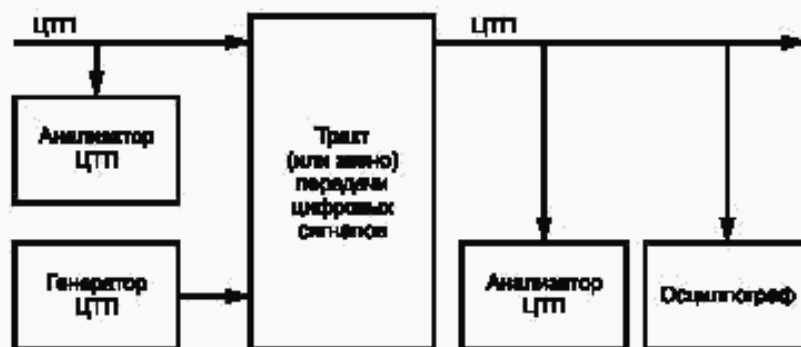 ЦТП
ЦТП
Анализатор
ЦТП
Тракт
(или звено)
передачи
цифровых
сигналов
Генератор
ЦТП
Анализатор
ЦТП
Осциллограф